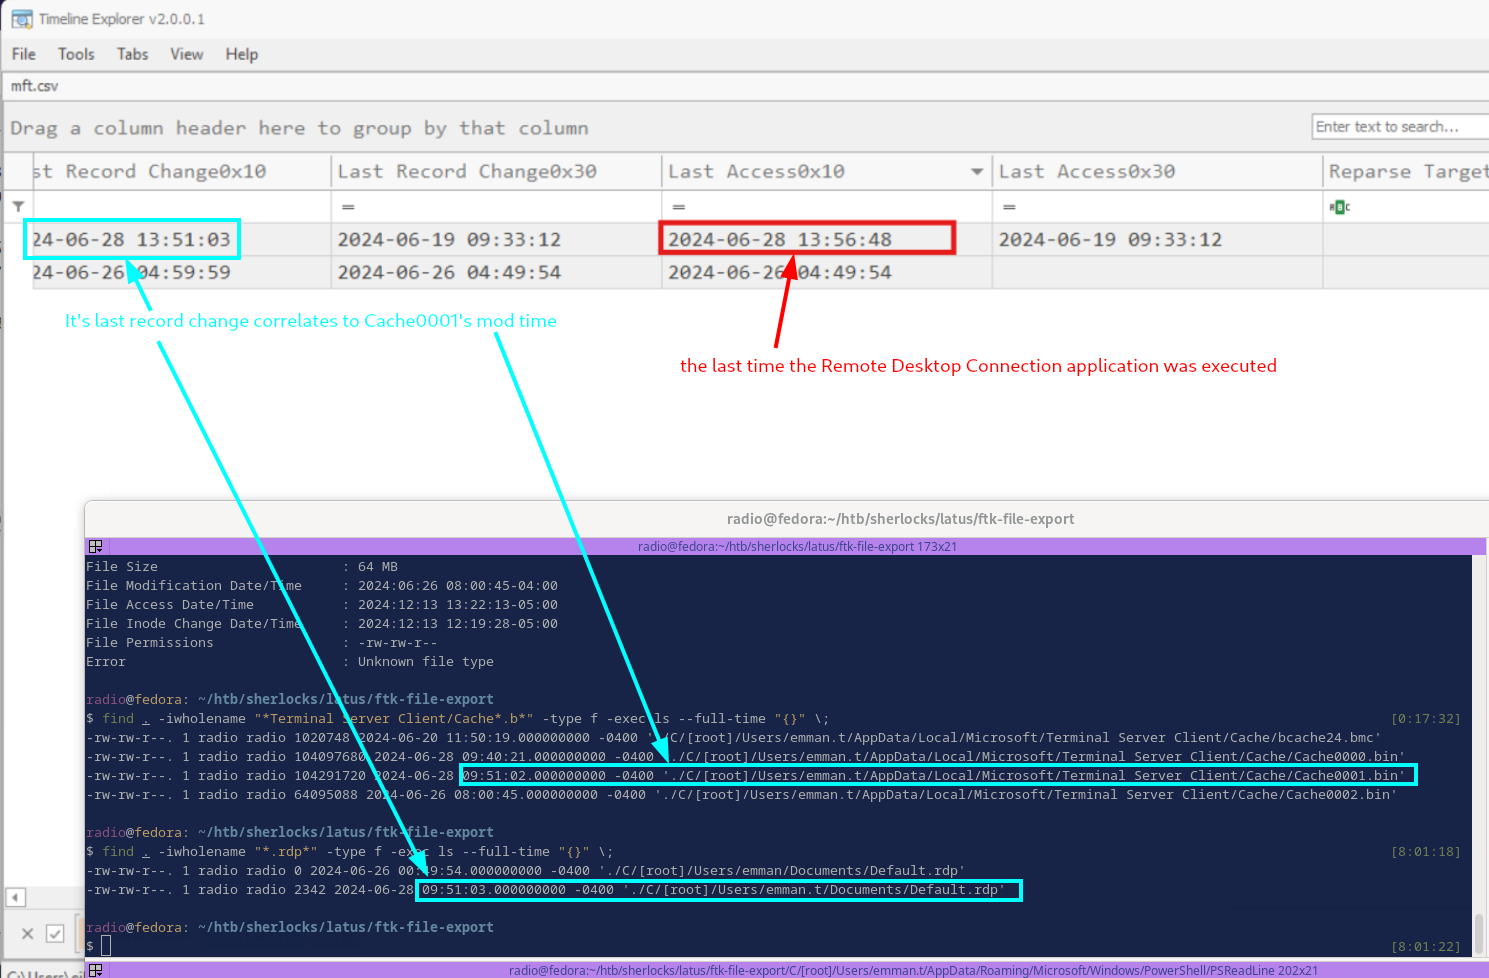 Timeline Explorer v2.0.0.1
File Tools Tabs View Help
mft.csv
Drag a column header here to group by that column
Enter text to search...
st Record Change0x10 Last Record Change0x30 Last Access0x10 Last Access0x30 Reparse Target
= = =
24-06-28 13:51:03 2024-06-19 09:33:12 2024-06-28 13:56:48 2024-06-19 09:33:12
24-06-26 04:59:59 2024-06-26 04:49:54 2024-06-26 04:49:54
It's last record change correlates to Cache0001's mod time
the last time the Remote Desktop Connection application was executed
radio@fedora:~/htb/sherlocks/latus/ftk-file-export
radio@fedora:~/htb/sherlocks/latus/ftk-file-export 173x21
File Size : 64 MB
File Modification Date/Time : 2024:06:26 08:00:45-04:00
File Access Date/Time : 2024:12:13 13:22:13-05:00
File Inode Change Date/Time : 2024:12:13 12:19:28-05:00
File Permissions : -rw-rw-r--
Error : Unknown file type
radio@fedora: ~/htb/sherlocks/latus/ftk-file-export
$ find . -iwholename "*Terminal Server Client/Cache*.b*" -type f -exec ls --full-time "{}" \; [0:17:32]
-rw-rw-r--. 1 radio radio 1020748 2024-06-20 11:50:19.000000000 -0400 './C/[root]/Users/emman.t/AppData/Local/Microsoft/Terminal Server Client/Cache/bcache24.bmc'
-rw-rw-r--. 1 radio radio 104097680 2024-06-28 09:40:21.000000000 -0400 './C/[root]/Users/emman.t/AppData/Local/Microsoft/Terminal Server Client/Cache/Cache0000.bin'
-rw-rw-r--. 1 radio radio 104291720 2024-06-28 09:51:02.000000000 -0400 './C/[root]/Users/emman.t/AppData/Local/Microsoft/Terminal Server Client/Cache/Cache0001.bin'
-rw-rw-r--. 1 radio radio 64095088 2024-06-26 08:00:45.000000000 -0400 './C/[root]/Users/emman.t/AppData/Local/Microsoft/Terminal Server Client/Cache/Cache0002.bin'
radio@fedora: ~/htb/sherlocks/latus/ftk-file-export
$ find . -iwholename "*.rdp*" -type f -exec ls --full-time "{}" \; [8:01:18]
-rw-rw-r--. 1 radio radio 0 2024-06-26 00:49:54.000000000 -0400 './C/[root]/Users/emman/Documents/Default.rdp'
-rw-rw-r--. 1 radio radio 2342 2024-06-28 09:51:03.000000000 -0400 './C/[root]/Users/emman.t/Documents/Default.rdp'
radio@fedora: ~/htb/sherlocks/latus/ftk-file-export
$ [8:01:22]
radio@fedora:~/htb/sherlocks/latus/ftk-file-export/C/[root]/Users/emman.t/AppData/Roaming/Microsoft/Windows/PowerShell/PSReadLine 202x21